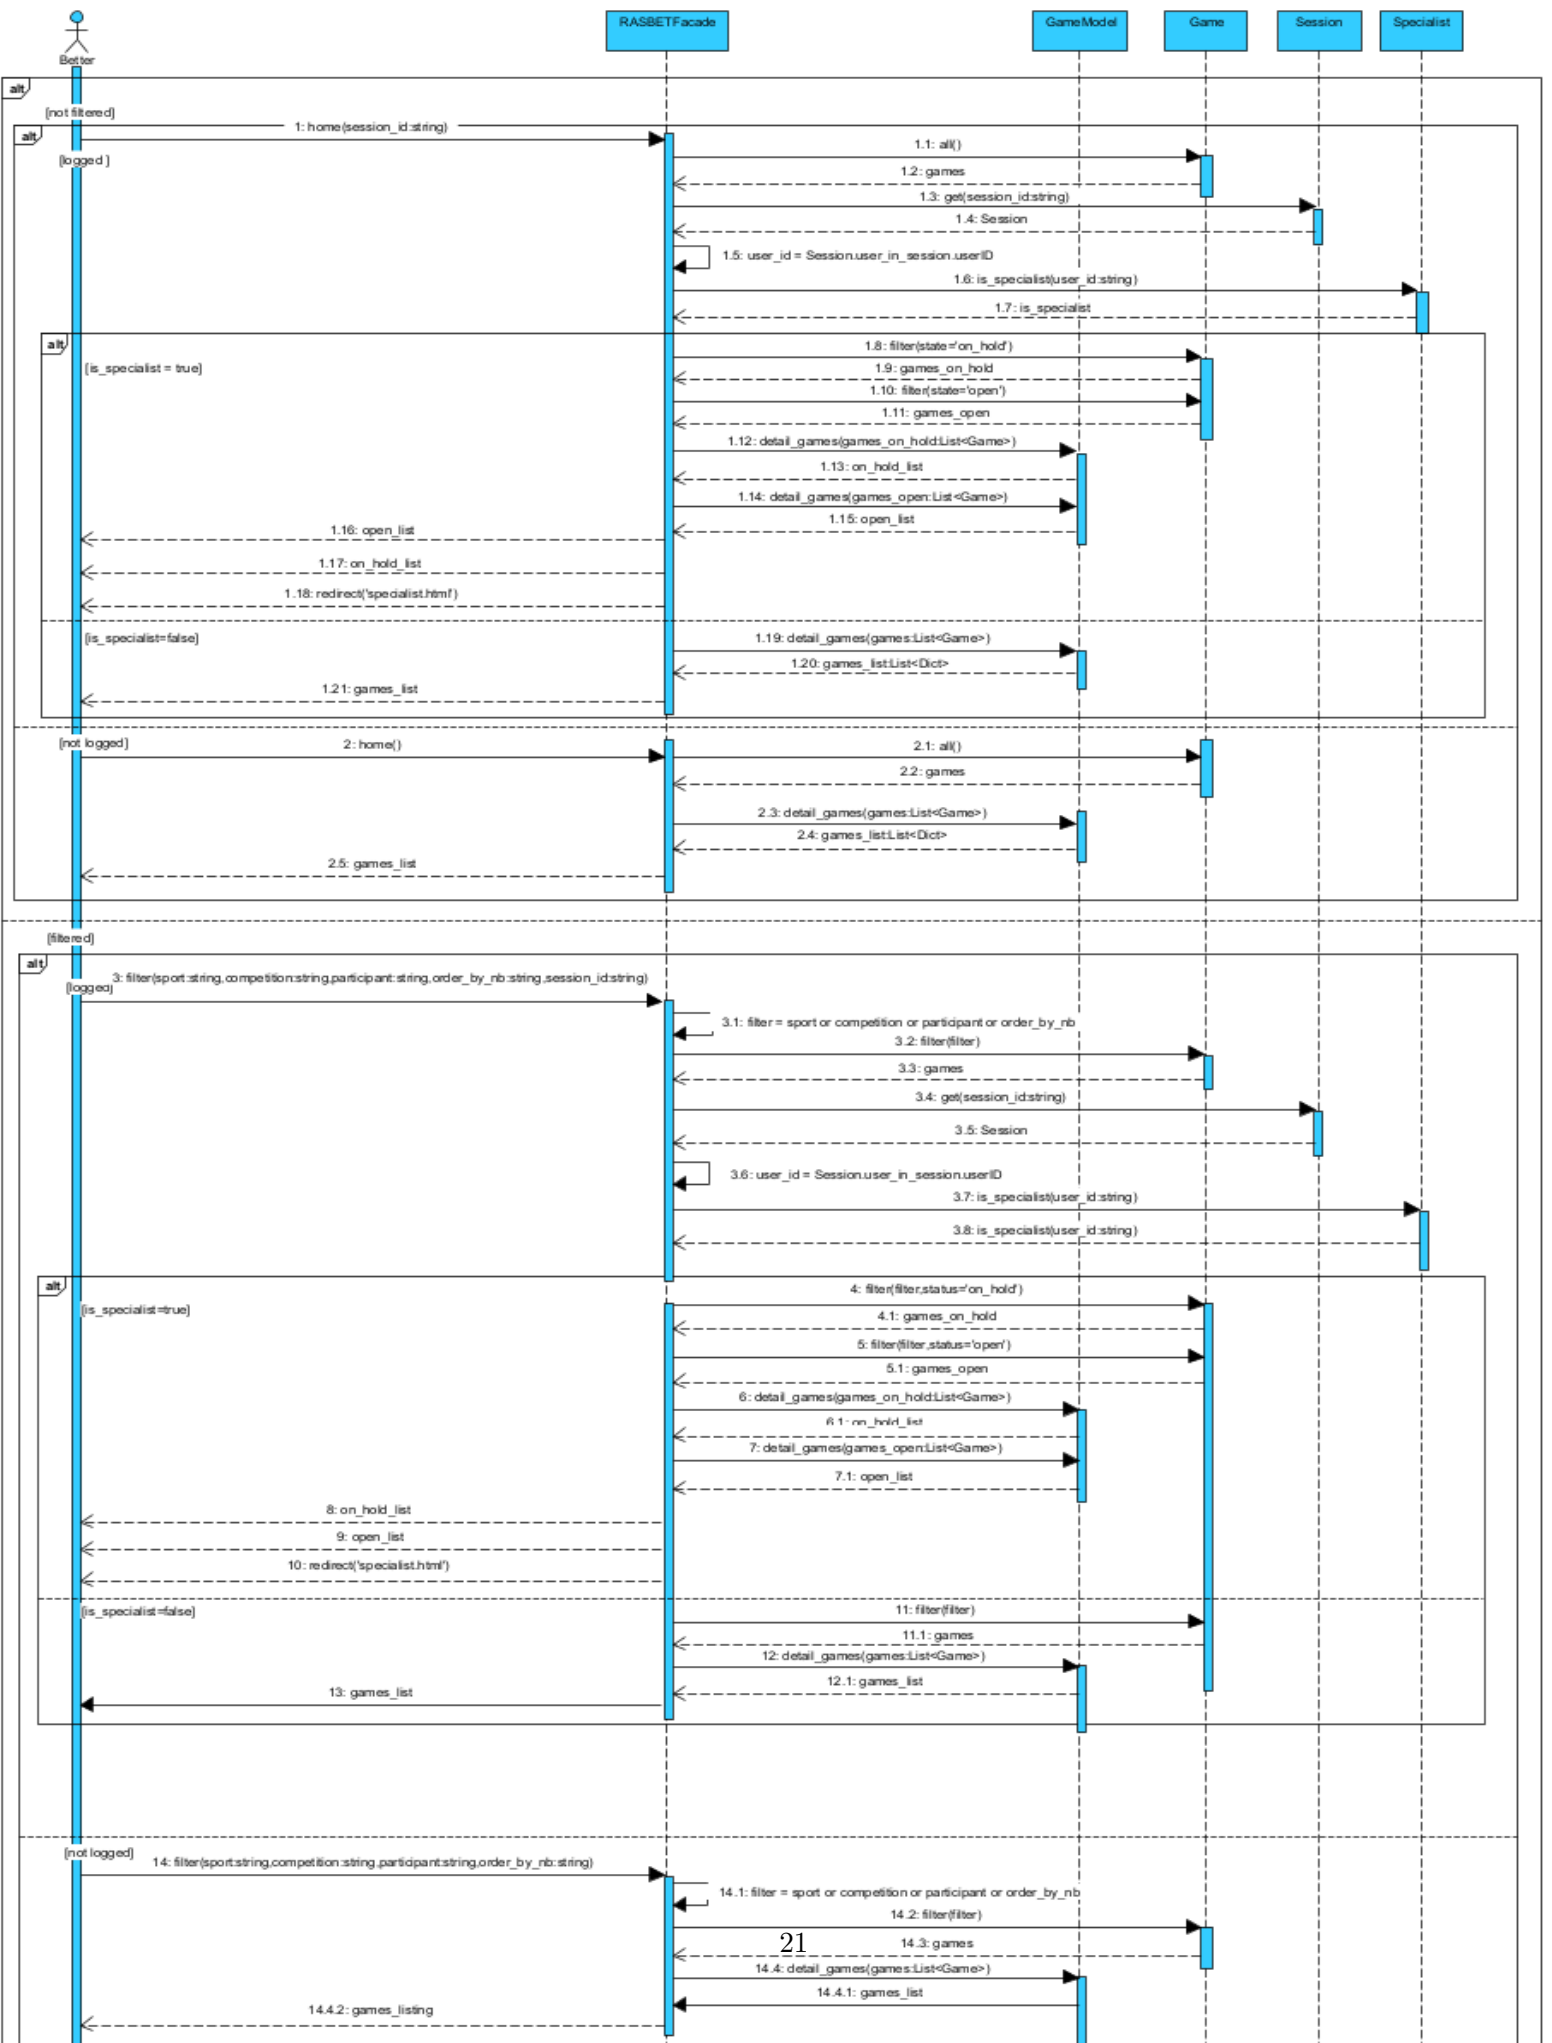 RASBETFacade
GameModel
Game
Session
Specialist
Better
alt
[not filtered]
alt
1: home(session_id:string)
[logged ]
1.1: all()
1.2: games
1.3: get(session_id:string)
1.4: Session
1.5: user_id = Session.user_in_session.userID
1.6: is_specialist(user_id:string)
1.7: is_specialist
alt
[is_specialist = true]
1.8: filter(state='on_hold')
1.9: games_on_hold
1.10: filter(state='open')
1.11: games_open
1.12: detail_games(games_on_hold:List<Game>)
1.13: on_hold_list
1.14: detail_games(games_open:List<Game>)
1.15: open_list
1.16: open_list
1.17: on_hold_list
1.18: redirect('specialist.html')
[is_specialist=false]
1.19: detail_games(games:List<Game>)
1.20: games_list:List<Dict>
1.21: games_list
[not logged]
2: home()
2.1: all()
2.2: games
2.3: detail_games(games:List<Game>)
2.4: games_list:List<Dict>
2.5: games_list
[filtered]
alt
3: filter(sport:string,competition:string,participant:string,order_by_nb:string,session_id:string)
[logged]
3.1: filter = sport or competition or participant or order_by_nb
3.2: filter(filter)
3.3: games
3.4: get(session_id:string)
3.5: Session
3.6: user_id = Session.user_in_session.userID
3.7: is_specialist(user_id:string)
3.8: is_specialist(user_id:string)
alt
[is_specialist=true]
4: filter(filter,status='on_hold')
4.1: games_on_hold
5: filter(filter,status='open')
5.1: games_open
6: detail_games(games_on_hold:List<Game>)
6.1: on_hold_list
7: detail_games(games_open:List<Game>)
7.1: open_list
8: on_hold_list
9: open_list
10: redirect('specialist.html')
[is_specialist=false]
11: filter(filter)
11.1: games
12: detail_games(games:List<Game>)
12.1: games_list
13: games_list
[not logged]
14: filter(sport:string,competition:string,participant:string,order_by_nb:string)
14.1: filter = sport or competition or participant or order_by_nb
14.2: filter(filter)
21
14.3: games
14.4: detail_games(games:List<Game>)
14.4.1: games_list
14.4.2: games_listing